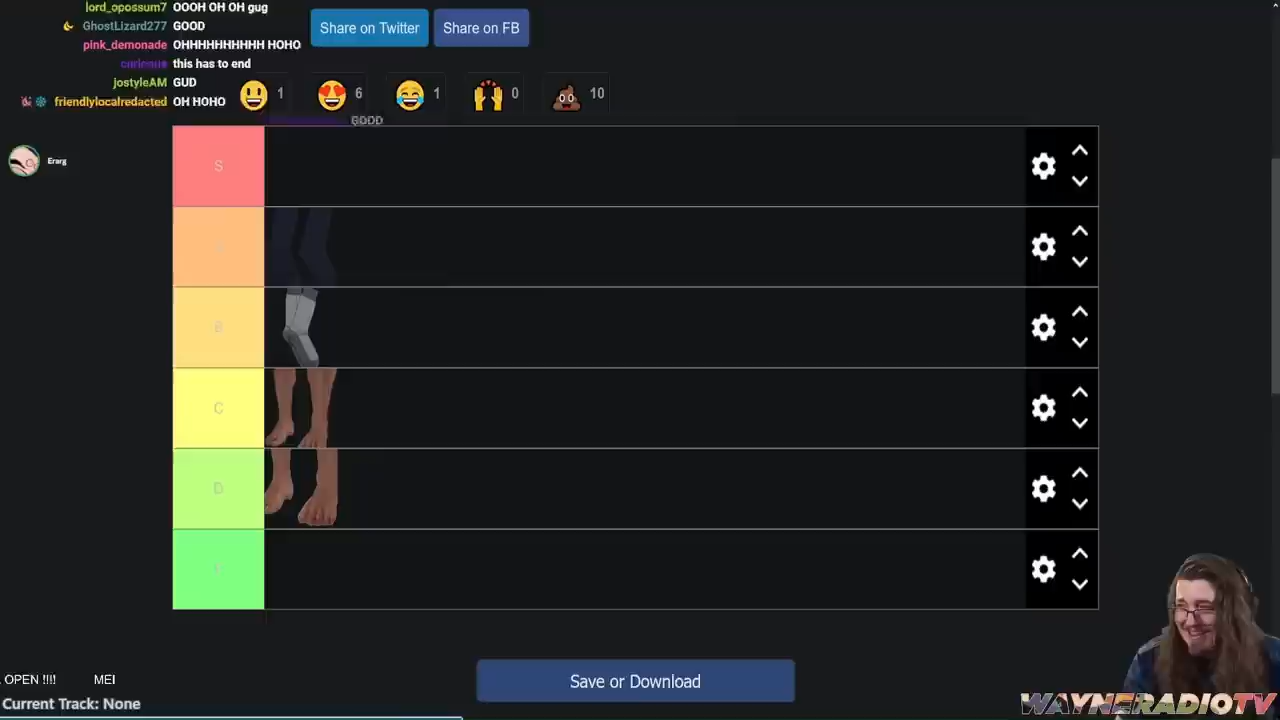 lord_opossum7 OOOH OH OH gug
GhostLizard277 GOOD
pink_demonade OHHHHHHHHHH HOHO
this has to end
jostyleAM GUD
friendlylocalredacted OH HOHO
Share on Twitter
Share on FB
1
6
1
0
10
GOOD
Erarg
S
A
B
C
D
Save or Download
OPEN !!!! MEI
Current Track: None
WAYNERADIOTV